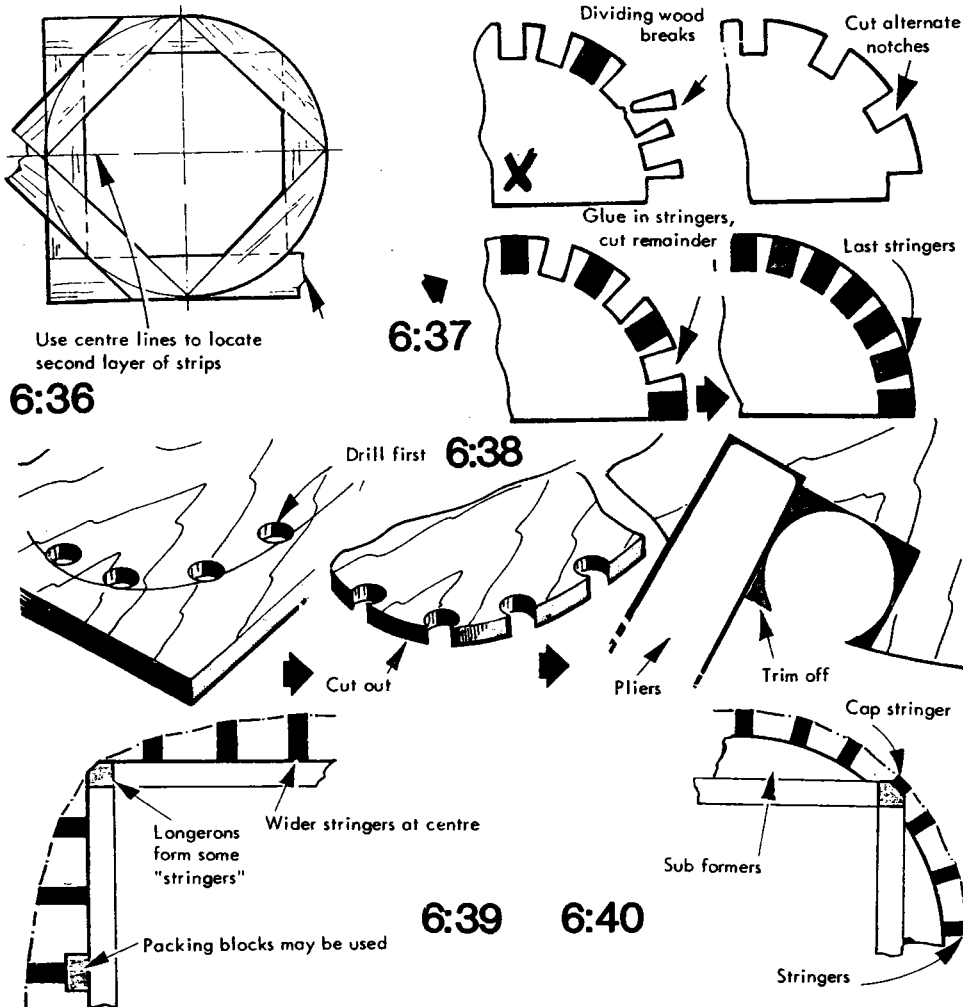 Dividing wood
breaks
Cut alternate
notches
Glue in stringers,
cut remainder
Last stringers
Use centre lines to locate
second layer of strips
6:36
6:37
Drill first
6:38
Cut out
Pliers
Trim off
Cap stringer
Longerons
form some
"stringers"
Wider stringers at centre
Sub formers
Packing blocks may be used
6:39
6:40
Stringers